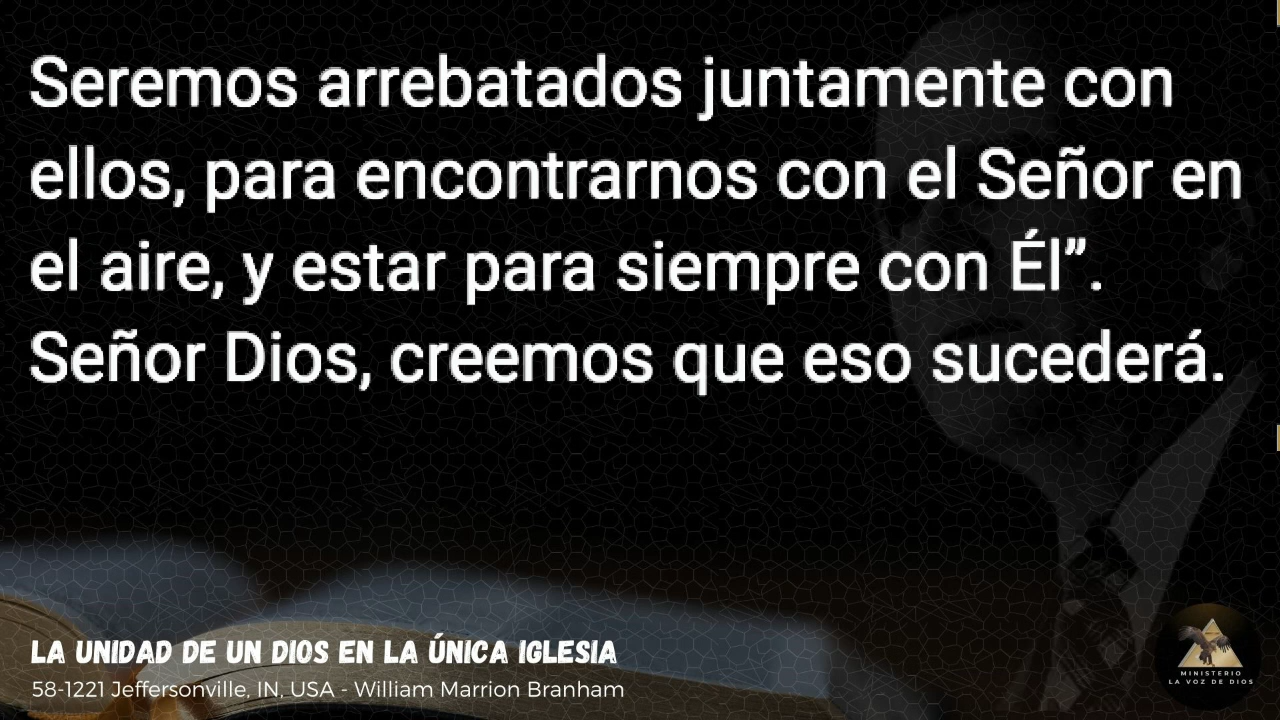 Seremos arrebatados juntamente con
ellos, para encontrarnos con el Señor en
el aire, y estar para siempre con Él”.
Señor Dios, creemos que eso sucederá.
LA UNIDAD DE UN DIOS EN LA ÚNICA IGLESIA
58-1221 Jeffersonville, IN, USA - William Marrion Branham
MINISTERIO
LA VOZ DE DIOS